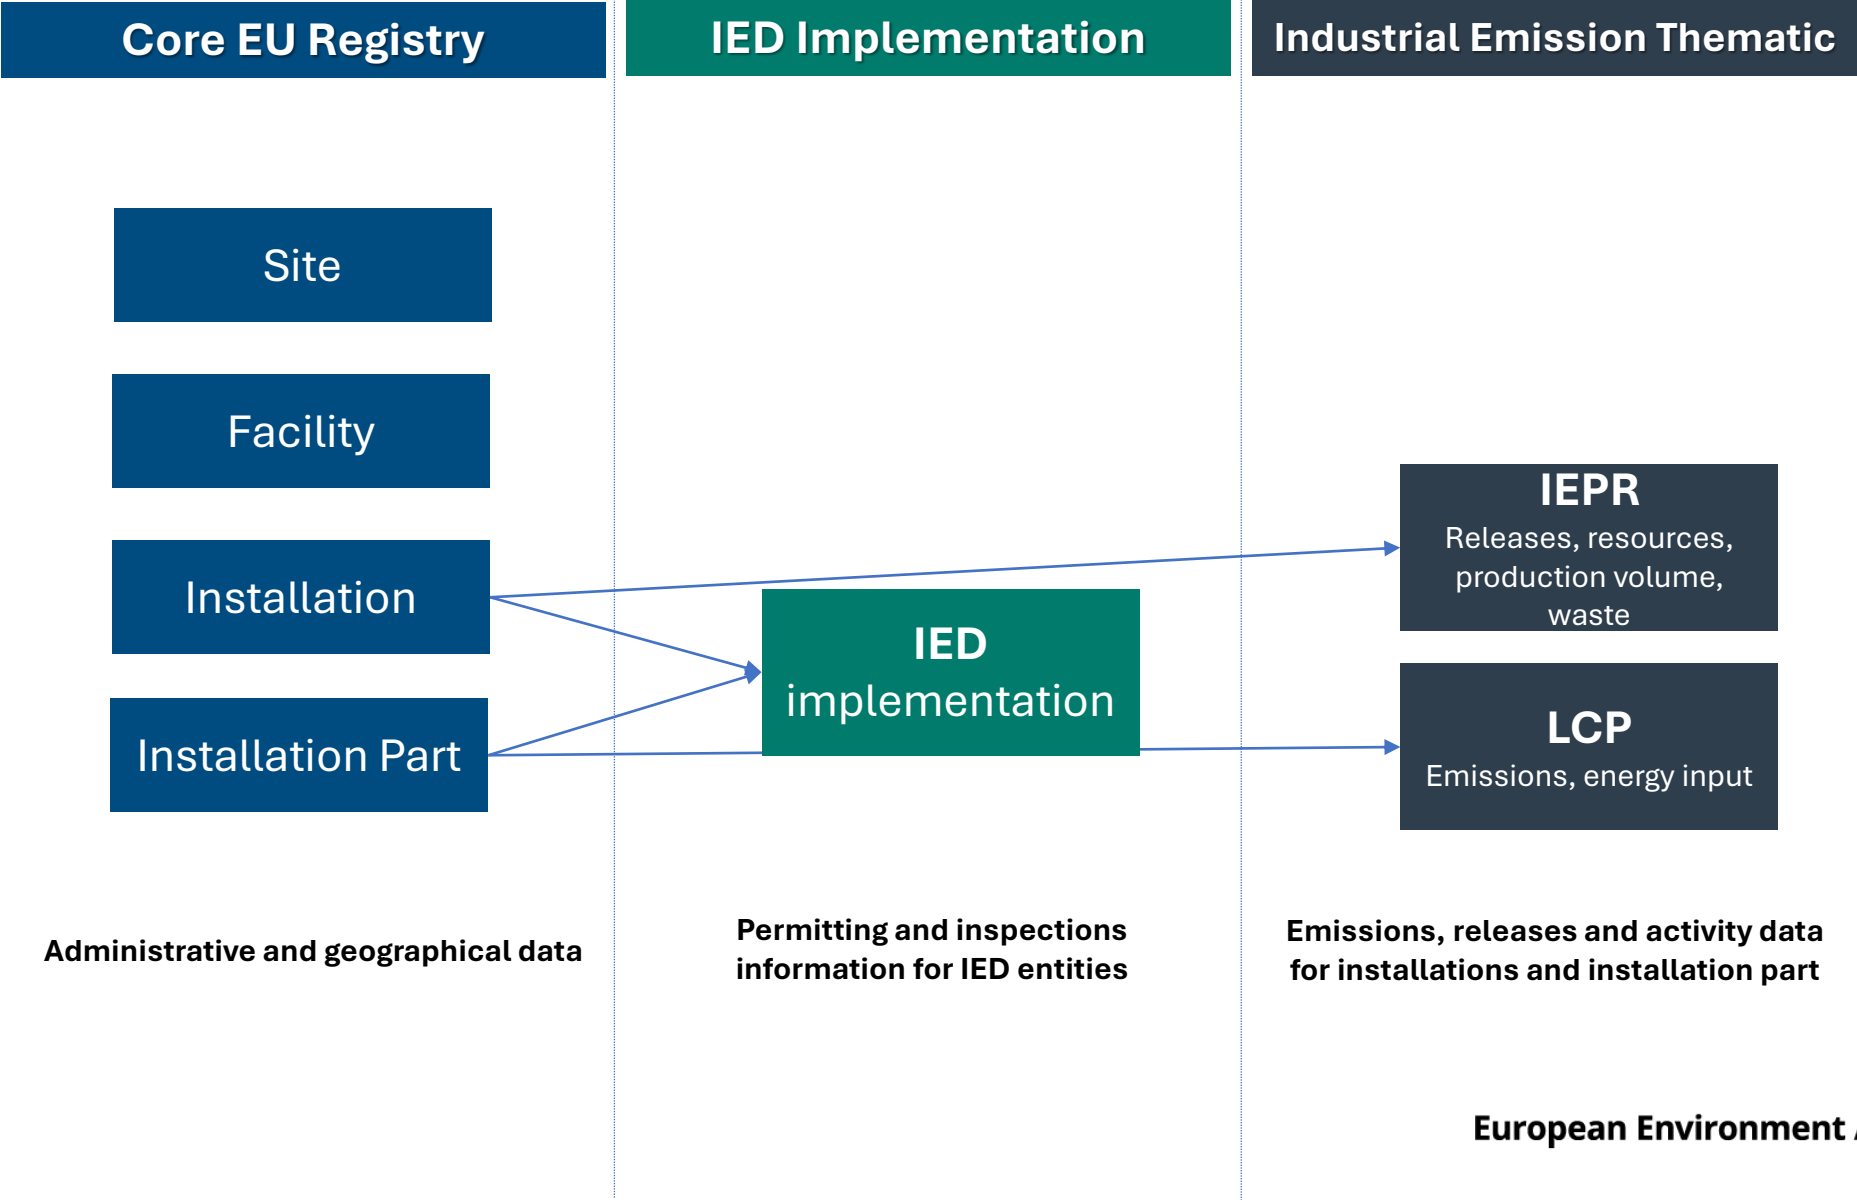 Core EU Registry
IED Implementation
Industrial Emission Thematic
Site
Facility
Installation
Installation Part
IED
implementation
IEPR
Releases, resources,
production volume,
waste
LCP
Emissions, energy input
Administrative and geographical data
Permitting and inspections
information for IED entities
Emissions, releases and activity data
for installations and installation part
European Environment